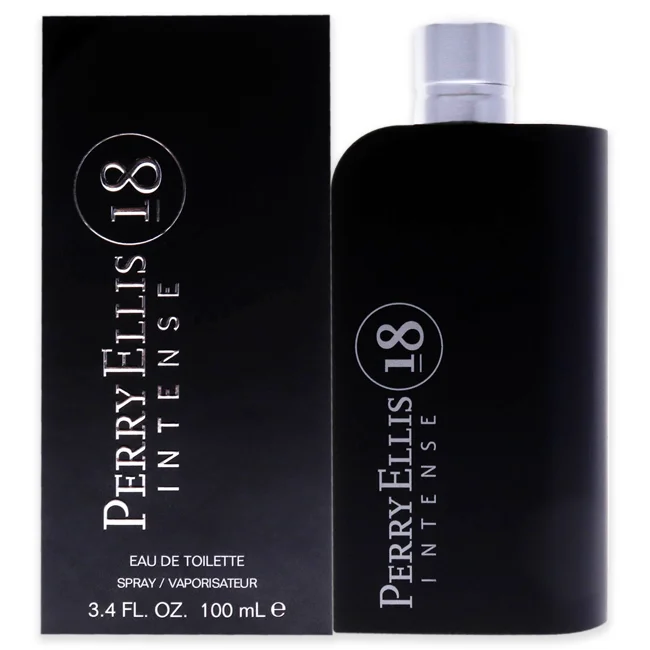 PERRY ELLIS 18
INTENSE
EAU DE TOILETTE
SPRAY / VAPORISATEUR
3.4 FL. OZ. 100 mL ℮
PERRY ELLIS 18
INTENSE